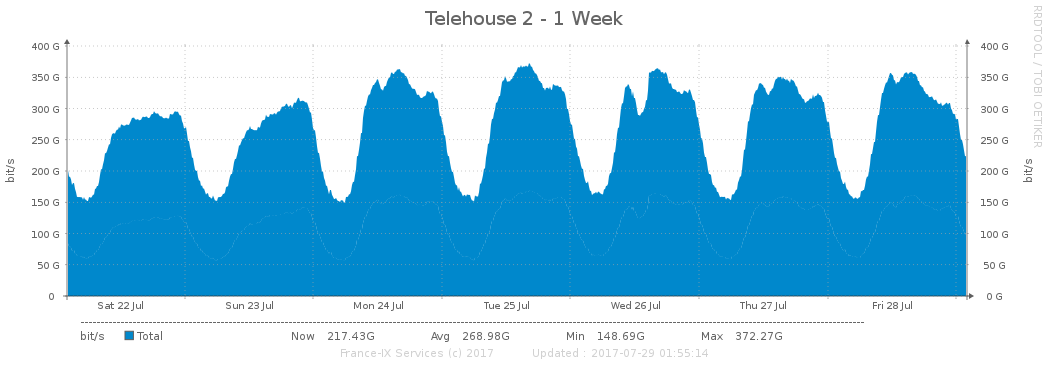 Telehouse 2 - 1 Week
RRDTOOL / TOBI OETIKER
400 G 400 G
350 G 350 G
300 G 300 G
250 G 250 G
200 G 200 G
150 G 150 G
100 G 100 G
50 G 50 G
0 0 G
bit/s
bit/s
Sat 22 Jul Sun 23 Jul Mon 24 Jul Tue 25 Jul Wed 26 Jul Thu 27 Jul Fri 28 Jul
bit/s Total Now 217.43G Avg 268.98G Min 148.69G Max 372.27G
France-IX Services (c) 2017 Updated : 2017-07-29 01:55:14